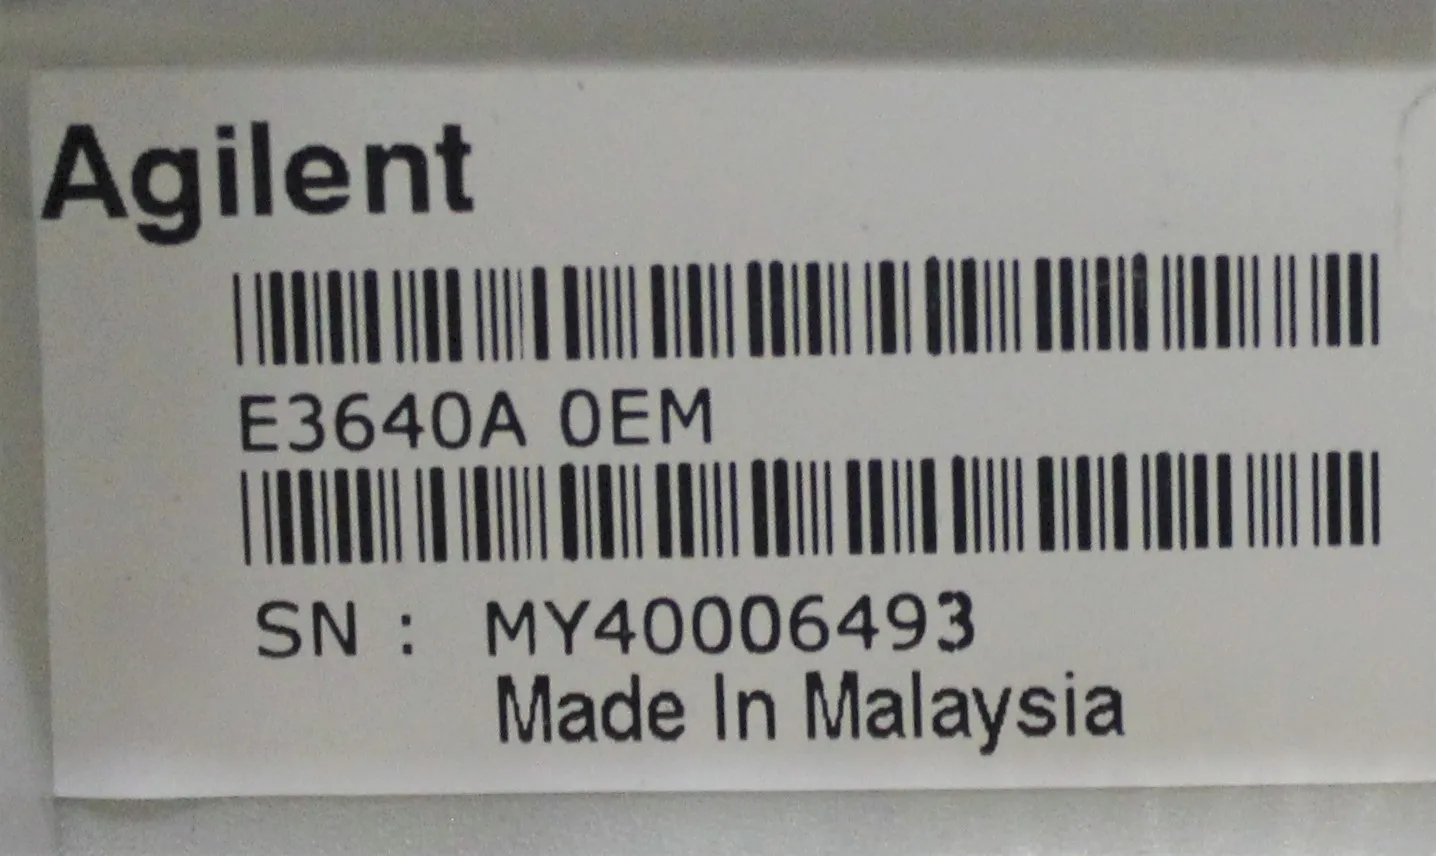 Agilent
E3640A 0EM
SN : MY40006493
Made In Malaysia